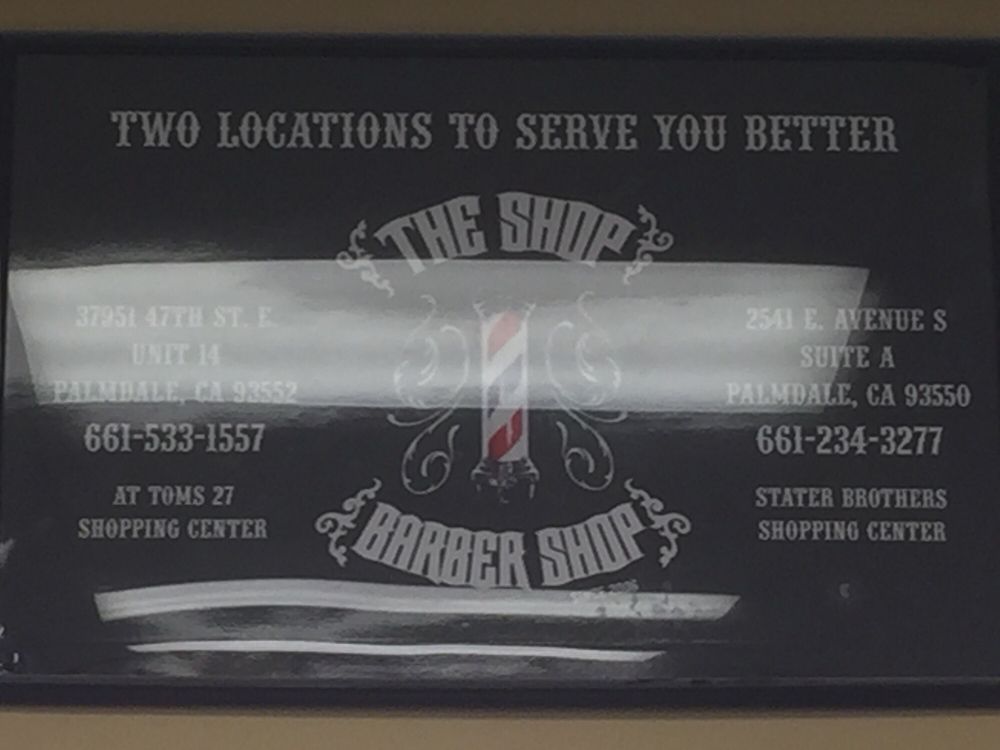 TWO LOCATIONS TO SERVE YOU BETTER
THE SHOP
BARBER SHOP
37951 47TH ST. E.
UNIT 14
PALMDALE, CA 93552
661-533-1557
AT TOMS 27
SHOPPING CENTER
2541 E. AVENUE S
SUITE A
PALMDALE, CA 93550
661-234-3277
STATER BROTHERS
SHOPPING CENTER